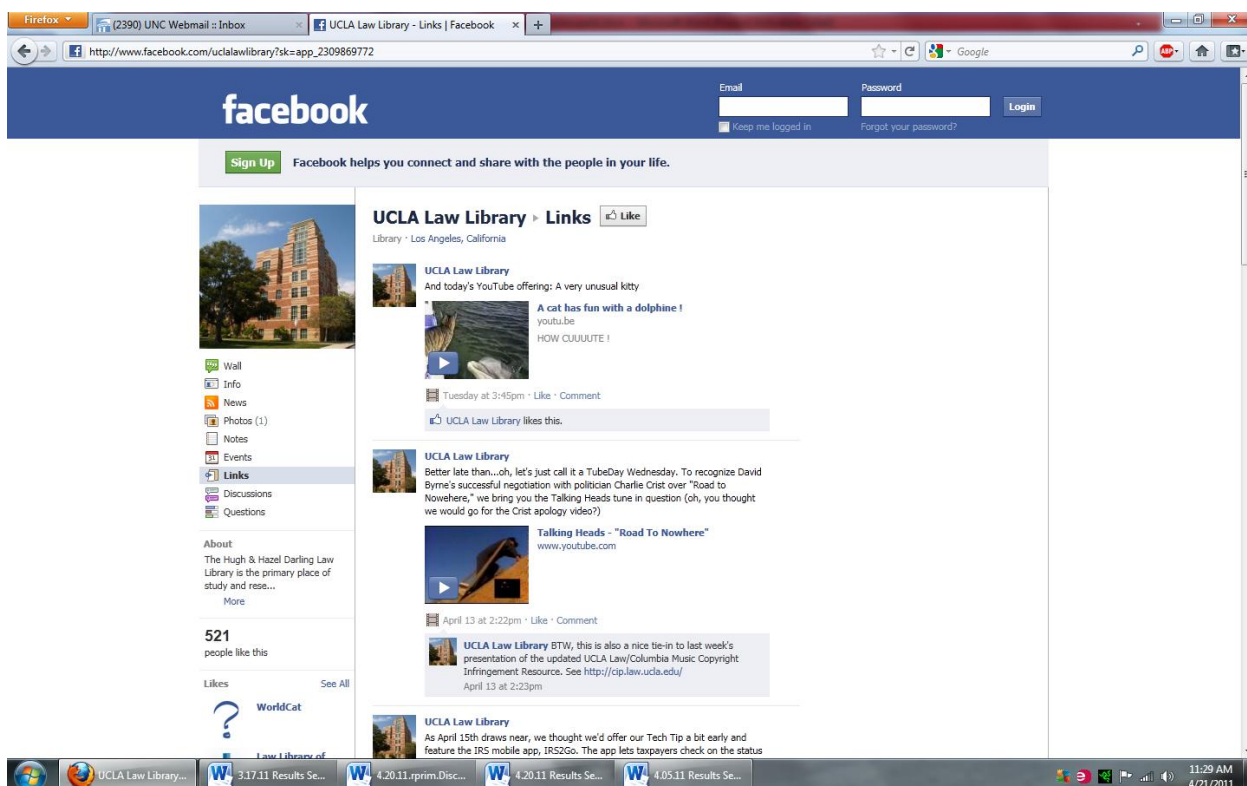 Firefox
(2390) UNC Webmail :: Inbox
UCLA Law Library - Links | Facebook
http://www.facebook.com/uclalawlibrary?sk=app_2309869772
Google
ABP
facebook
Email
Password
Login
Keep me logged in
Forgot your password?
Sign Up
Facebook helps you connect and share with the people in your life.
Wall
Info
News
Photos (1)
Notes
31 Events
Links
Discussions
Questions
About
The Hugh & Hazel Darling Law
Library is the primary place of
study and rese...
More
521
people like this
Likes See All
WorldCat
Law Library of
UCLA Law Library Links Like
Library · Los Angeles, California
UCLA Law Library
And today's YouTube offering: A very unusual kitty
A cat has fun with a dolphine !
youtu.be
HOW CUUUUTE !
Tuesday at 3:45pm · Like · Comment
UCLA Law Library likes this.
UCLA Law Library
Better late than...oh, let's just call it a TubeDay Wednesday. To recognize David
Byrne's successful negotiation with politician Charlie Crist over "Road to
Nowehere," we bring you the Talking Heads tune in question (oh, you thought
we would go for the Crist apology video?)
Talking Heads - "Road To Nowhere"
www.youtube.com
April 13 at 2:22pm · Like · Comment
UCLA Law Library BTW, this is also a nice tie-in to last week's
presentation of the updated UCLA Law/Columbia Music Copyright
Infringement Resource. See http://cip.law.ucla.edu/
April 13 at 2:23pm
UCLA Law Library
As April 15th draws near, we thought we'd offer our Tech Tip a bit early and
feature the IRS mobile app, IRS2Go. The app lets taxpayers check on the status
UCLA Law Library...
3.17.11 Results Se...
4.20.11.rprim.Disc...
4.20.11 Results Se...
4.05.11 Results Se...
11:29 AM
4/21/2011